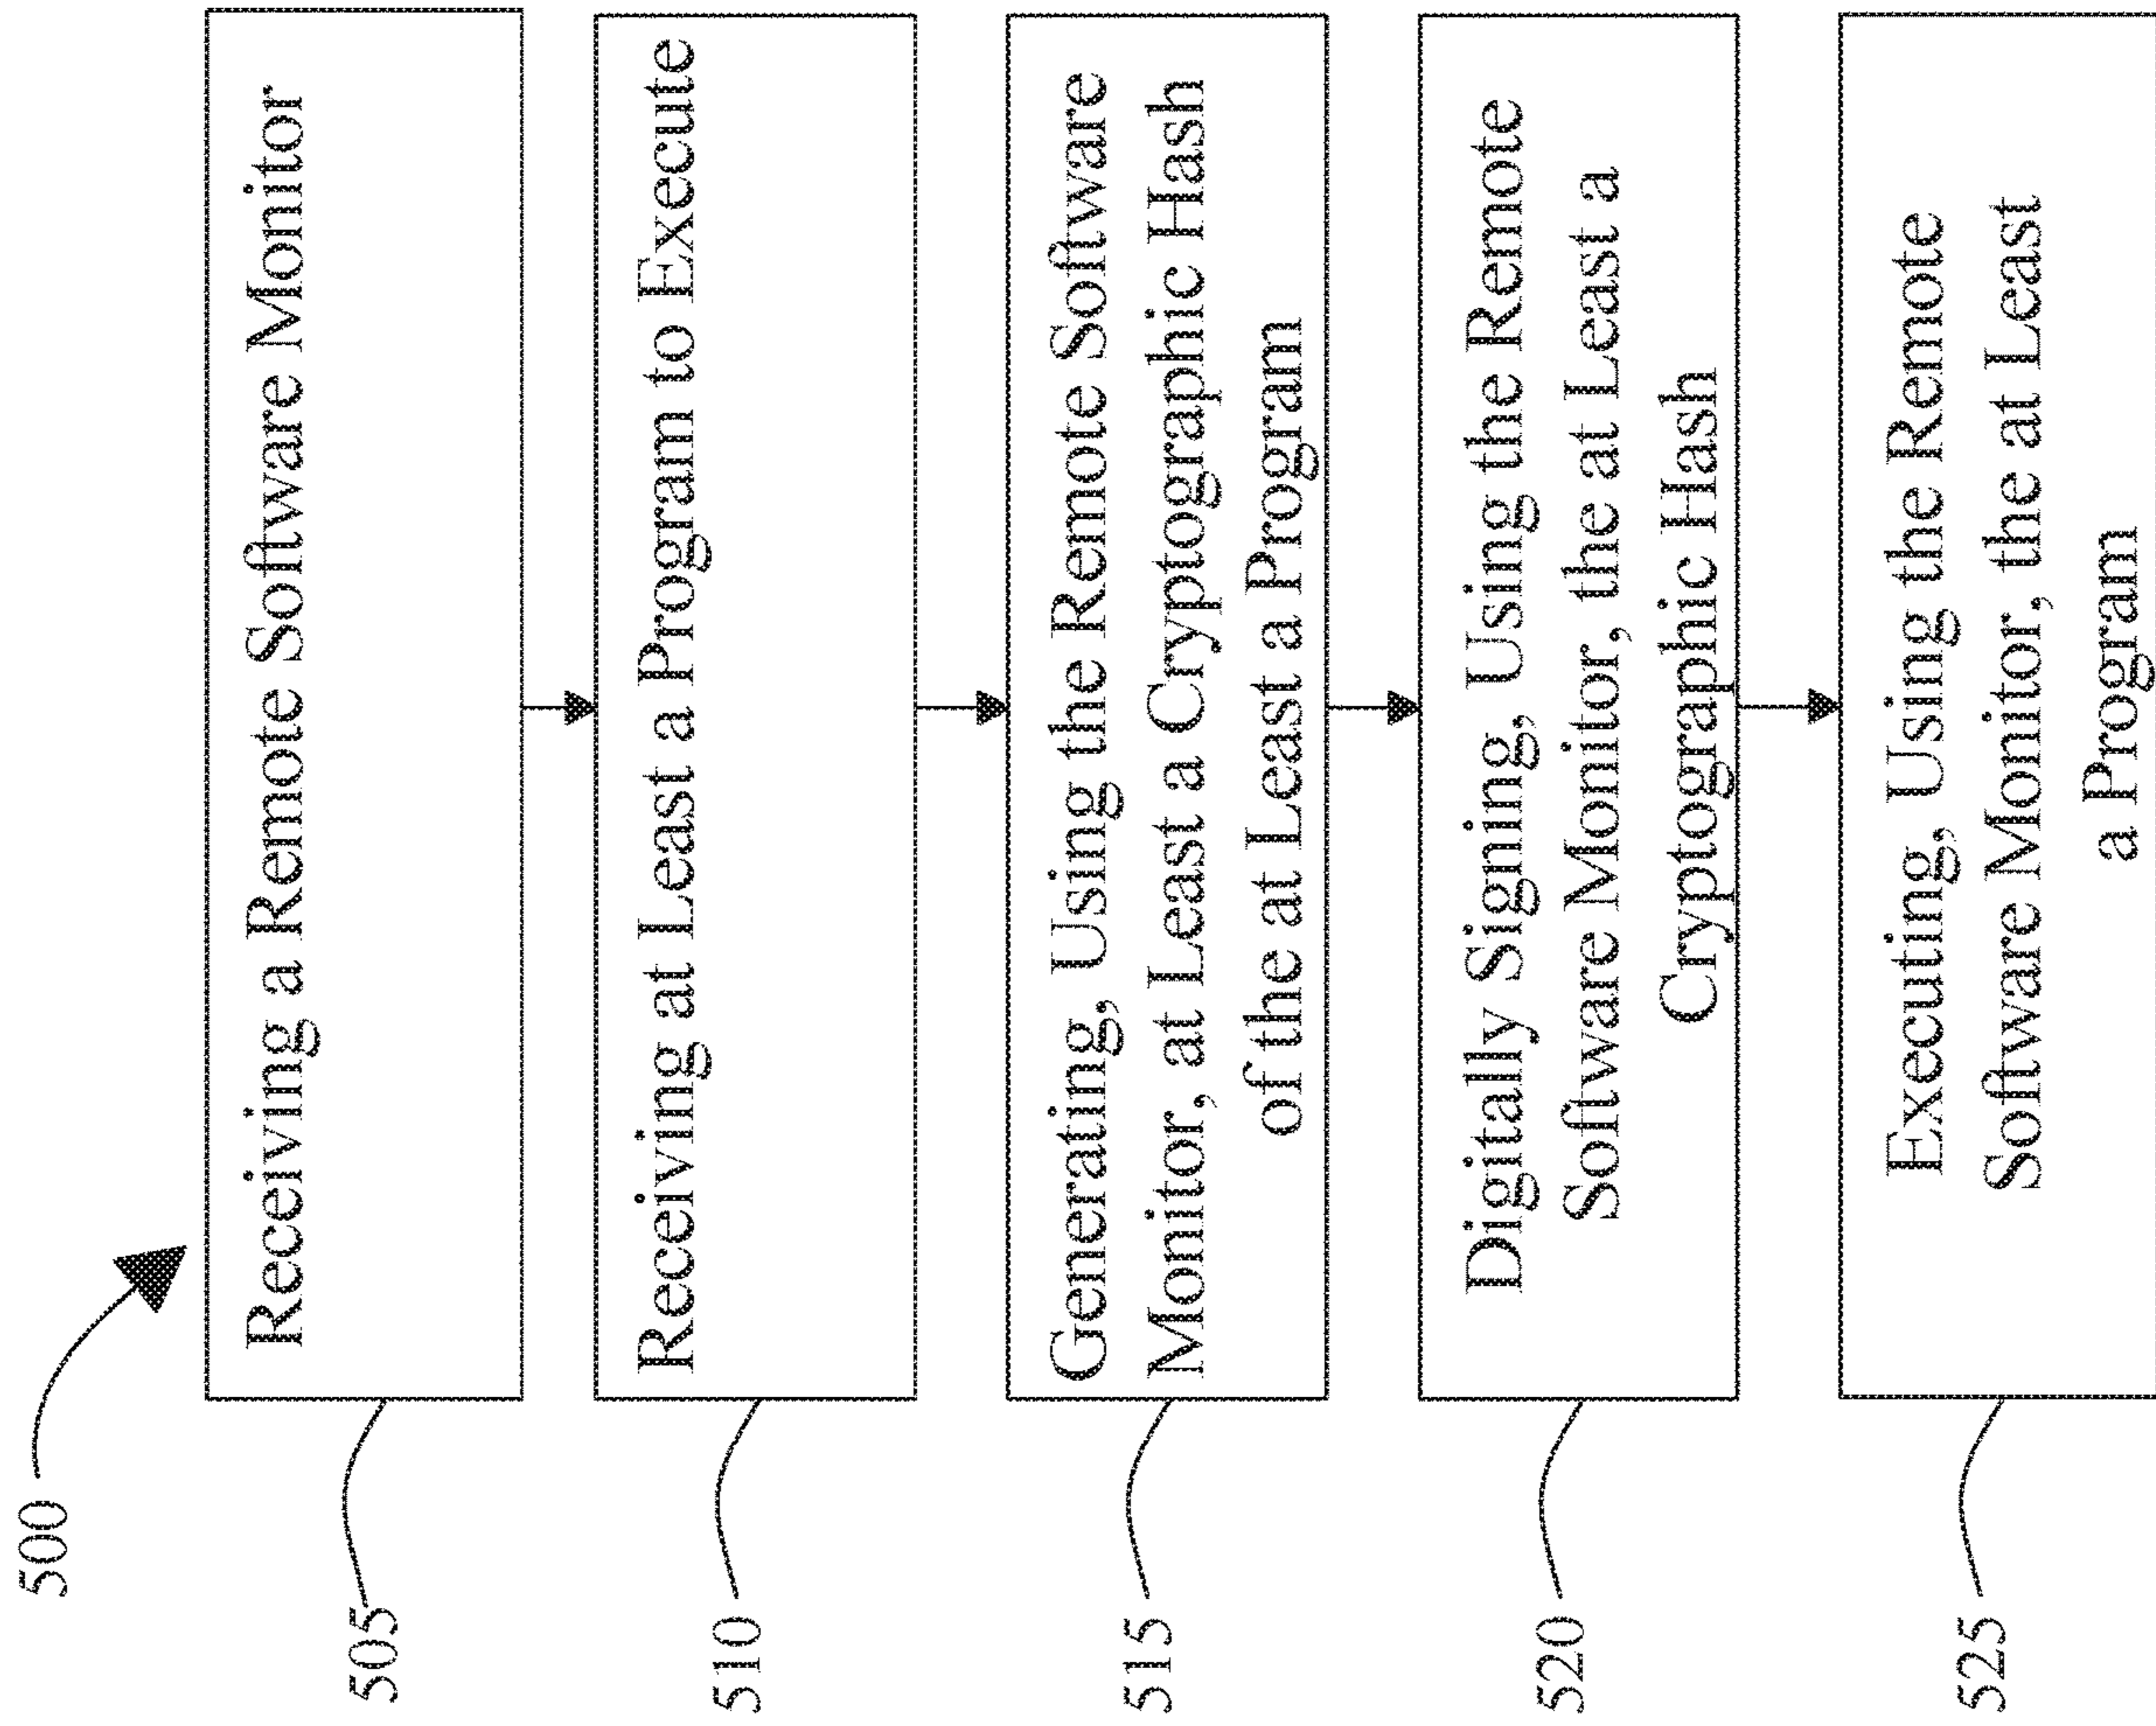 500
505
Receiving a Remote Software Monitor
510
Receiving at Least a Program to Execute
515
Generating, Using the Remote Software
Monitor, at Least a Cryptographic Hash
of the at Least a Program
520
Digitally Signing, Using the Remote
Software Monitor, the at Least a
Cryptographic Hash
525
Executing, Using the Remote
Software Monitor, the at Least
a Program